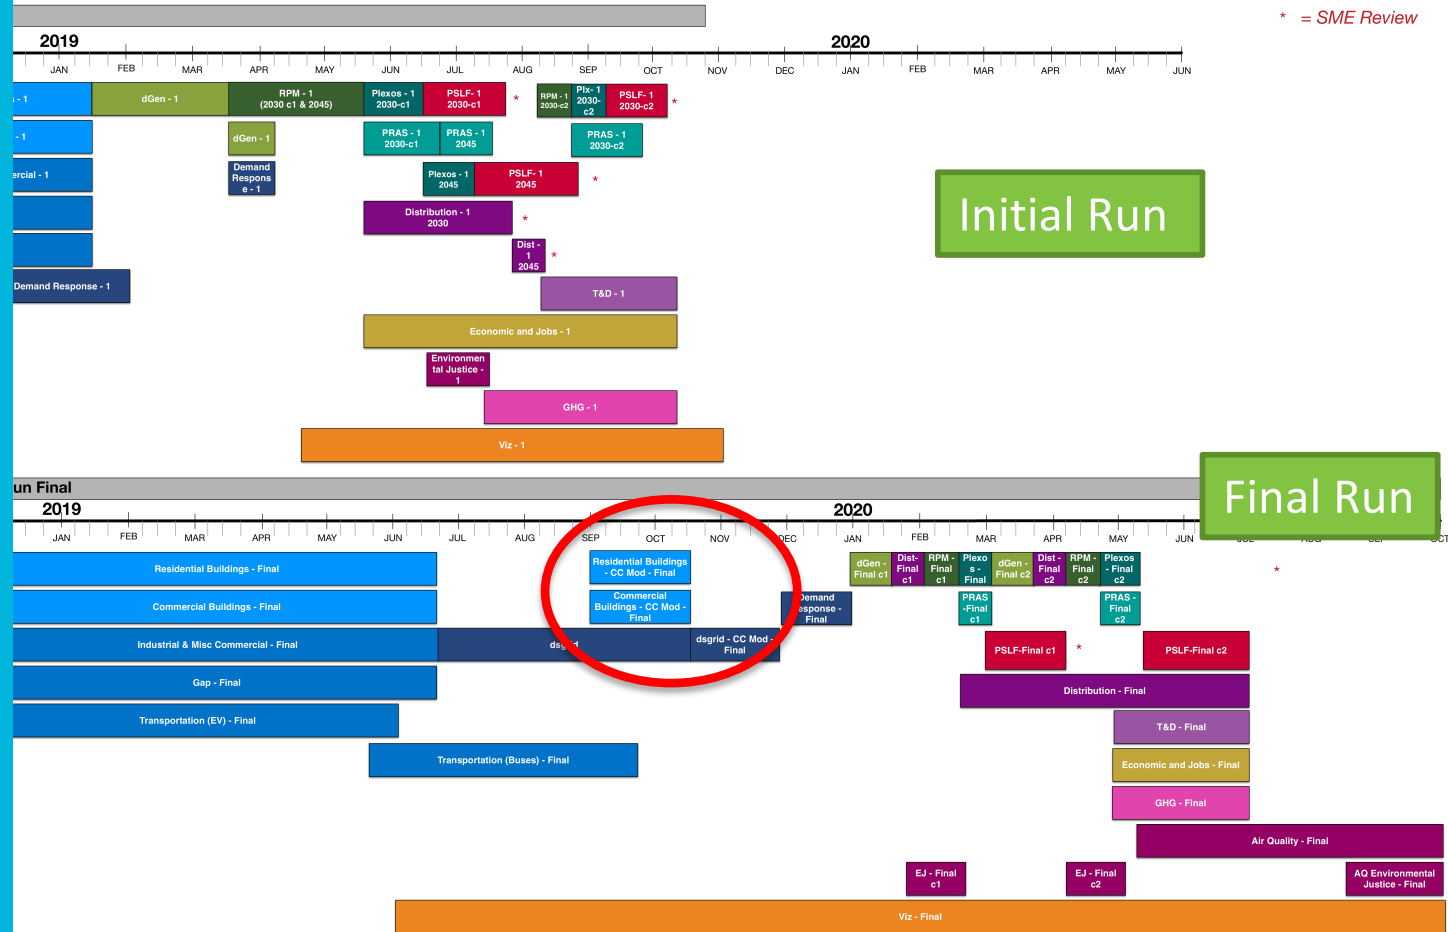 * = SME Review
2019
2020
JAN FEB MAR APR MAY JUN JUL AUG SEP OCT NOV DEC JAN FEB MAR APR MAY JUN
- 1
dGen - 1
RPM - 1
(2030 c1 & 2045)
Plexos - 1
2030-c1
PSLF- 1
2030-c1
*
RPM - 1
2030-c2
Plx- 1
2030-
c2
PSLF- 1
2030-c2
*
- 1
dGen - 1
PRAS - 1
2030-c1
PRAS - 1
2045
PRAS - 1
2030-c2
ercial - 1
Demand
Respons
e - 1
Plexos - 1
2045
PSLF- 1
2045
*
Initial Run
Distribution - 1
2030
*
Dist -
1
2045
*
Demand Response - 1
T&D - 1
Economic and Jobs - 1
Environmen
tal Justice -
1
GHG - 1
Viz - 1
un Final
Final Run
2019
2020
JAN FEB MAR APR MAY JUN JUL AUG SEP OCT NOV DEC JAN FEB MAR APR MAY JUN JUL AUG SEP OCT
Residential Buildings - Final
Residential Buildings
- CC Mod - Final
dGen -
Final c1
Dist-
Final
c1
RPM -
Final
c1
Plexo
s -
Final
dGen -
Final c2
Dist -
Final
c2
RPM -
Final
c2
Plexos
- Final
c2
*
Commercial Buildings - Final
Commercial
Buildings - CC Mod -
Final
Demand
Response -
Final
PRAS
-Final
c1
PRAS -
Final
c2
Industrial & Misc Commercial - Final
dsgrid
dsgrid - CC Mod -
Final
PSLF-Final c1
*
PSLF-Final c2
Gap - Final
Distribution - Final
Transportation (EV) - Final
T&D - Final
Transportation (Buses) - Final
Economic and Jobs - Final
GHG - Final
Air Quality - Final
EJ - Final
c1
EJ - Final
c2
AQ Environmental
Justice - Final
Viz - Final